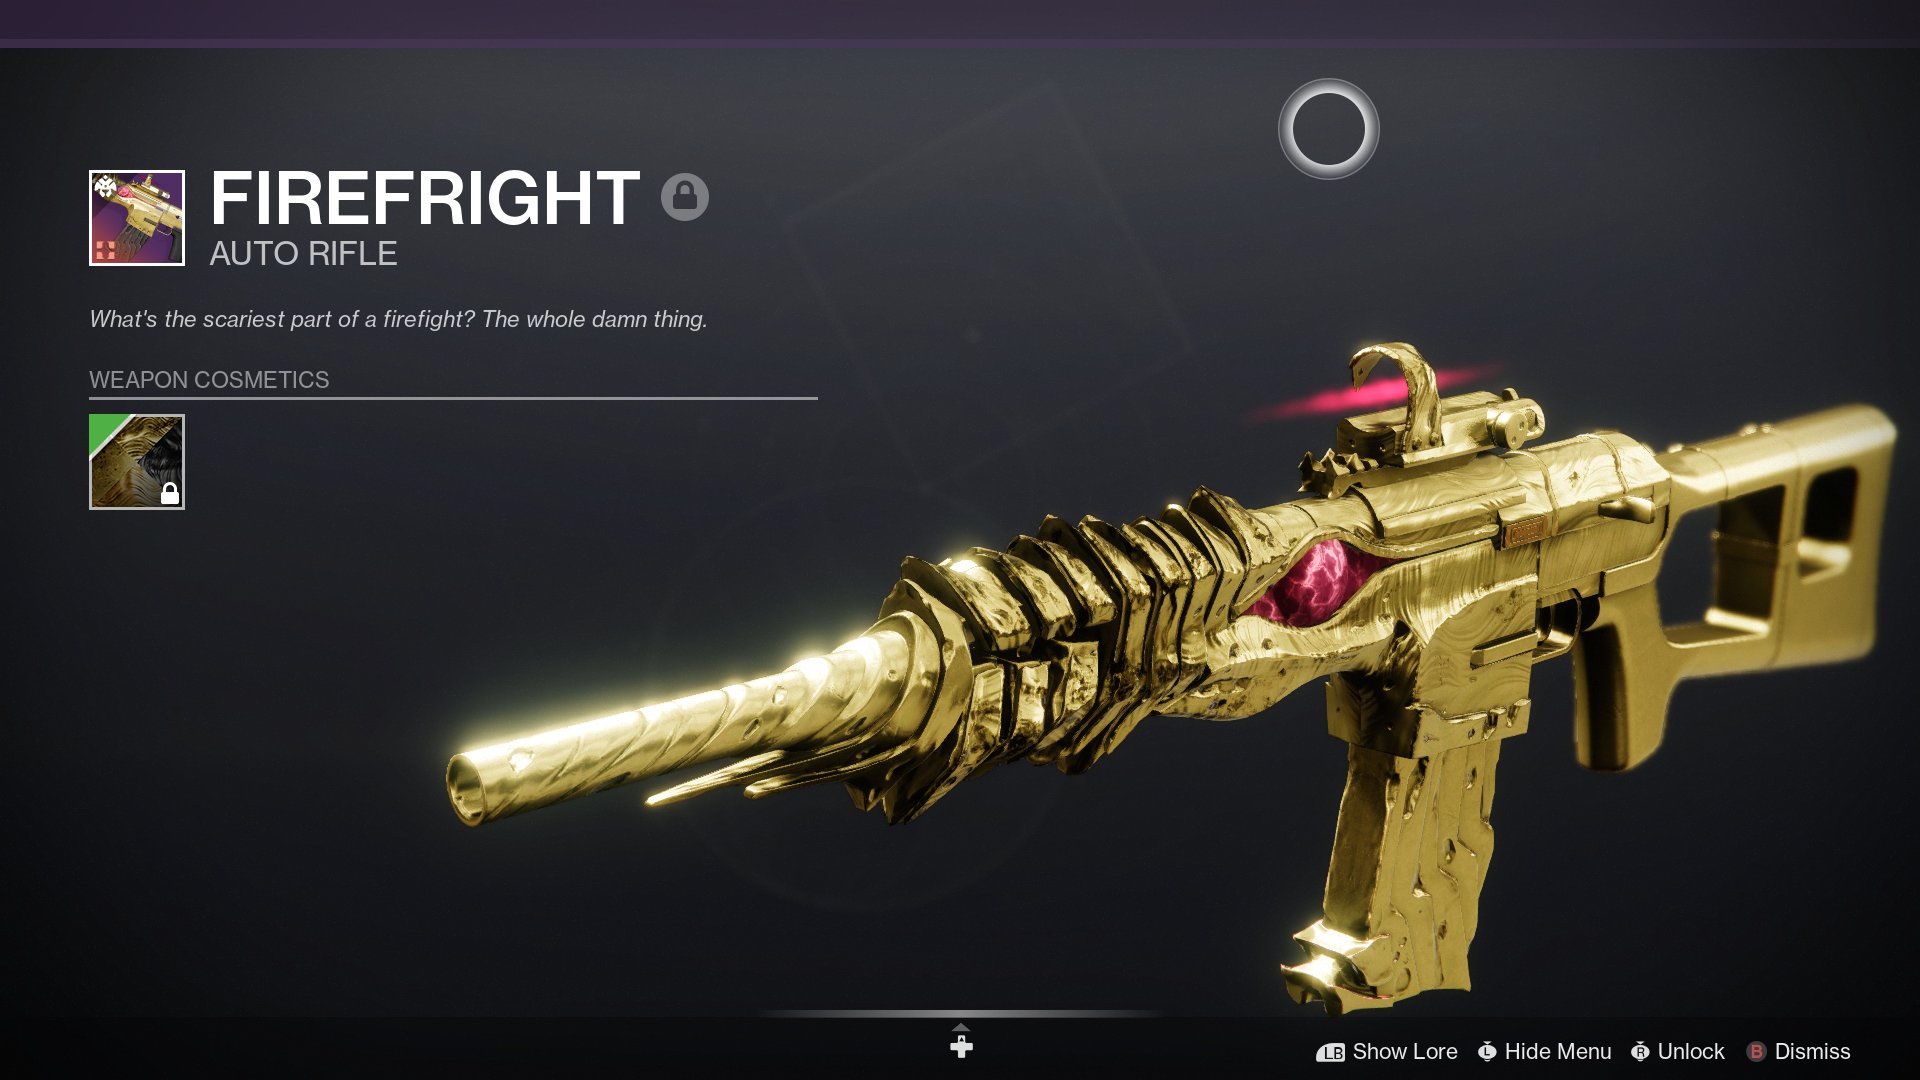 FIREFRIGHT
AUTO RIFLE
What's the scariest part of a firefight? The whole damn thing.
WEAPON COSMETICS
LB Show Lore L Hide Menu R Unlock B Dismiss